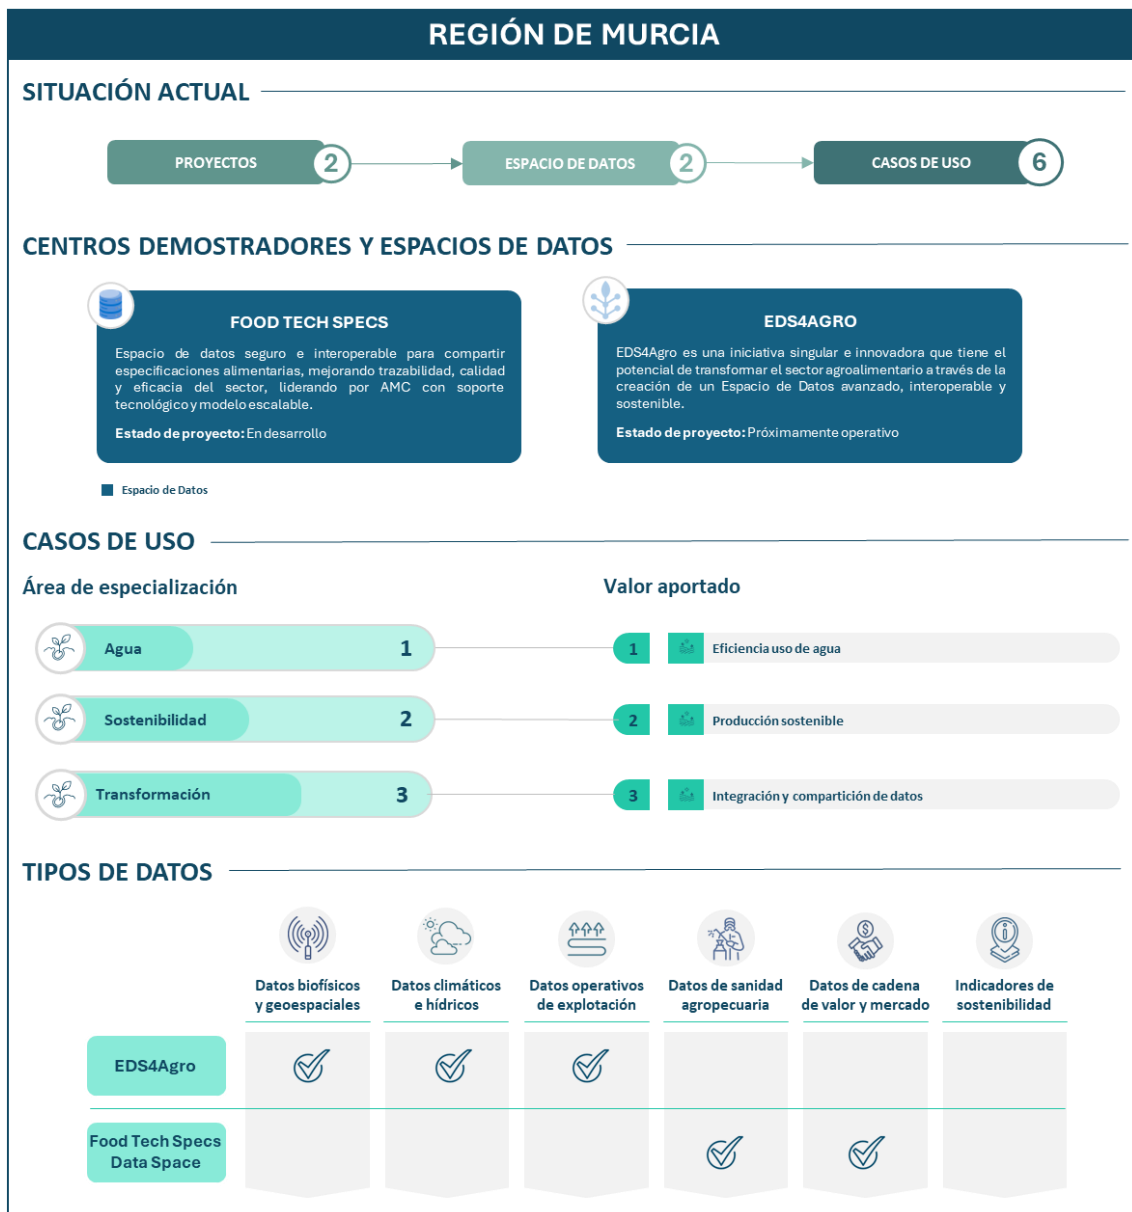 REGIÓN DE MURCIA
SITUACIÓN ACTUAL
PROYECTOS 2
ESPACIO DE DATOS 2
CASOS DE USO 6
CENTROS DEMOSTRADORES Y ESPACIOS DE DATOS
FOOD TECH SPECS
Espacio de datos seguro e interoperable para compartir
especificaciones alimentarias, mejorando trazabilidad, calidad
y eficacia del sector, liderando por AMC con soporte
tecnológico y modelo escalable.
Estado de proyecto: En desarrollo
EDS4AGRO
EDS4Agro es una iniciativa singular e innovadora que tiene el
potencial de transformar el sector agroalimentario a través de la
creación de un Espacio de Datos avanzado, interoperable y
sostenible.
Estado de proyecto: Próximamente operativo
Espacio de Datos
CASOS DE USO
Área de especialización
Valor aportado
Agua 1
1 Eficiencia uso de agua
Sostenibilidad 2
2 Producción sostenible
Transformación 3
3 Integración y compartición de datos
TIPOS DE DATOS
Datos biofísicos
y geoespaciales
Datos climáticos
e hídricos
Datos operativos
de explotación
Datos de sanidad
agropecuaria
Datos de cadena
de valor y mercado
Indicadores de
sostenibilidad
EDS4Agro
Food Tech Specs
Data Space